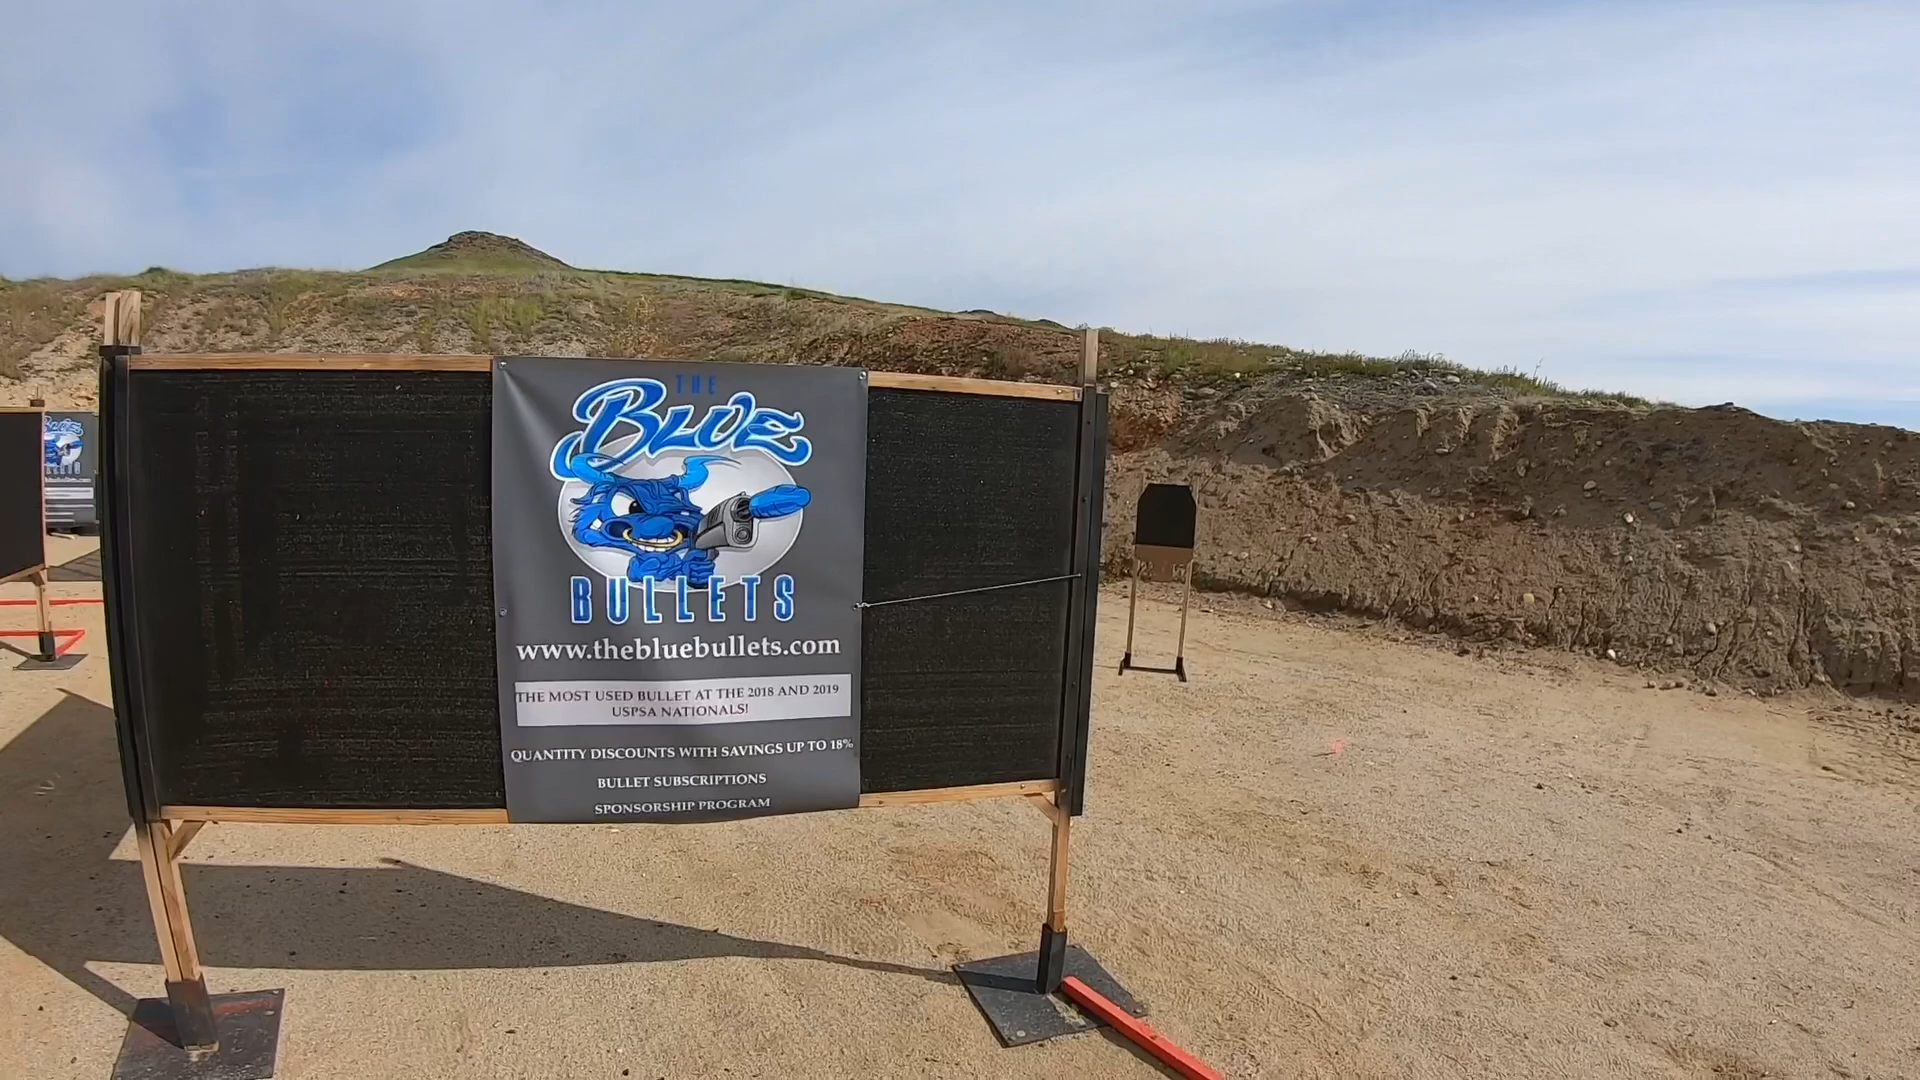 THE
BLUE
BULLETS
www.thebluebullets.com
THE MOST USED BULLET AT THE 2018 AND 2019
USPSA NATIONALS!
QUANTITY DISCOUNTS WITH SAVINGS UP TO 18%
BULLET SUBSCRIPTIONS
SPONSORSHIP PROGRAM